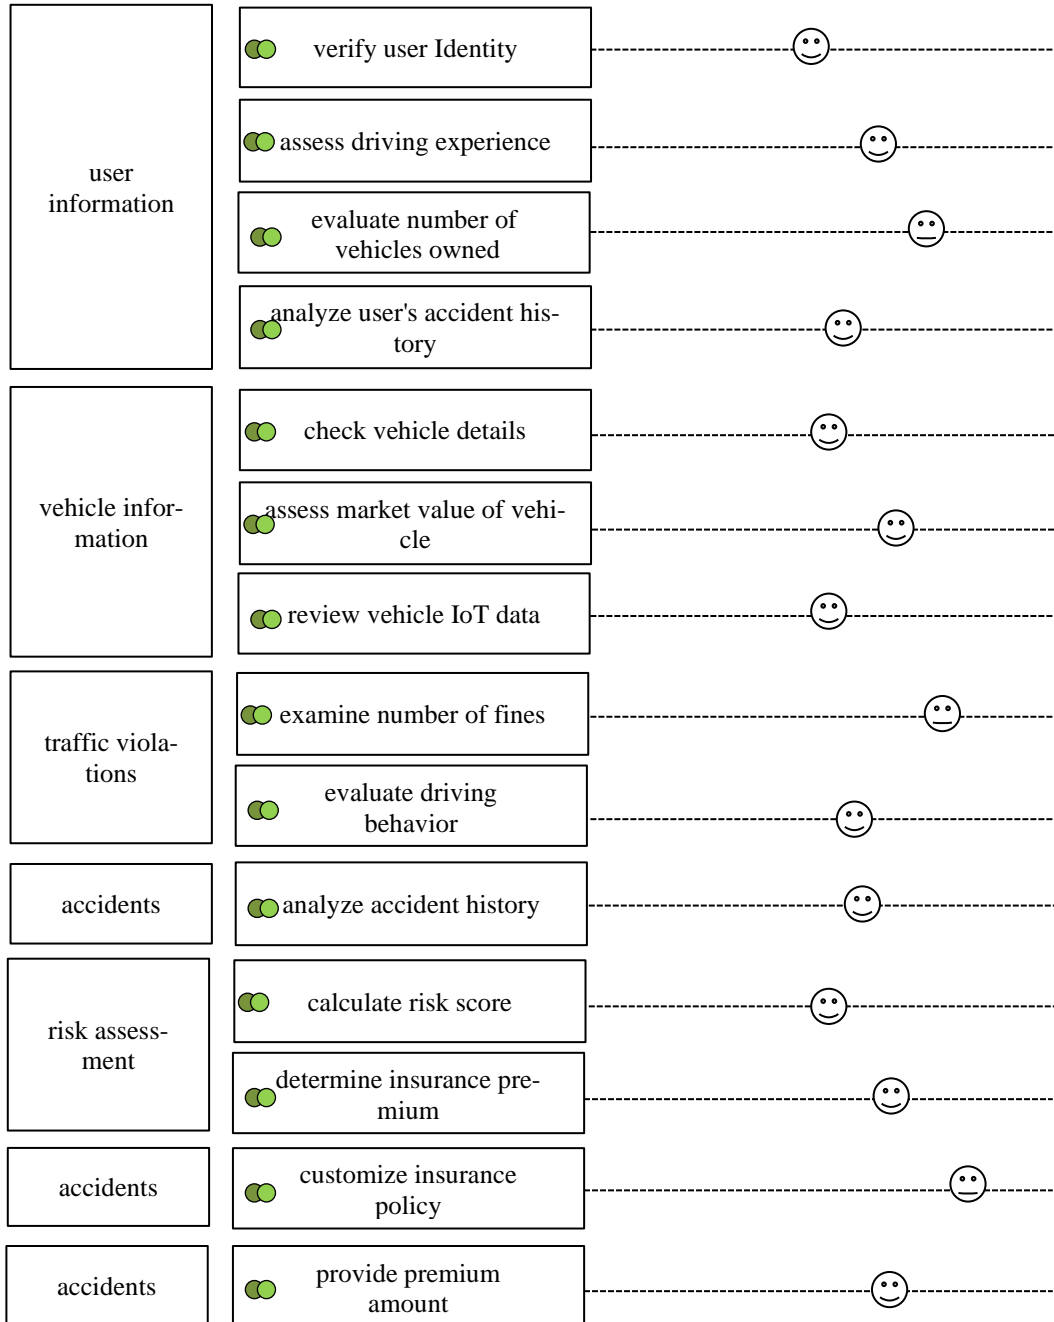 user
information
verify user Identity
assess driving experience
evaluate number of
vehicles owned
analyze user's accident his-
tory
vehicle infor-
mation
check vehicle details
assess market value of vehi-
cle
review vehicle IoT data
traffic viola-
tions
examine number of fines
evaluate driving
behavior
accidents
analyze accident history
risk assess-
ment
calculate risk score
determine insurance pre-
mium
accidents
customize insurance
policy
accidents
provide premium
amount